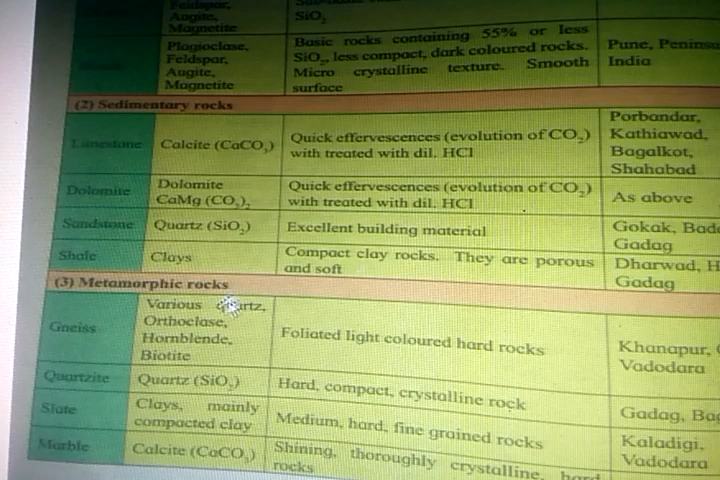 Feldspar,
Augite,
Magnetite
SiO₂
Plagioclase,
Feldspar,
Augite,
Magnetite
Basic rocks containing 55% or less
SiO₂, less compact, dark coloured rocks.
Micro crystalline texture. Smooth
surface
Pune, Peninsu
India
(2) Sedimentary rocks
Limestone
Calcite (CaCO₃)
Quick effervescences (evolution of CO₂)
with treated with dil. HCl
Porbandar,
Kathiawad,
Bagalkot,
Shahabad
Dolomite
Dolomite
CaMg (CO₃)₂
Quick effervescences (evolution of CO₂)
with treated with dil. HCl
As above
Sandstone
Quartz (SiO₂)
Excellent building material
Gokak, Bada
Gadag
Shale
Clays
Compact clay rocks. They are porous
and soft
Dharwad, H
Gadag
(3) Metamorphic rocks
Gneiss
Various quartz,
Orthoclase,
Hornblende,
Biotite
Foliated light coloured hard rocks
Khanapur,
Vadodara
Quartzite
Quartz (SiO₂)
Hard, compact, crystalline rock
Gadag, Bag
Slate
Clays, mainly
compacted clay
Medium, hard, fine grained rocks
Kaladigi,
Vadodara
Marble
Calcite (CaCO₃)
Shining, thoroughly crystalline, hard
rocks